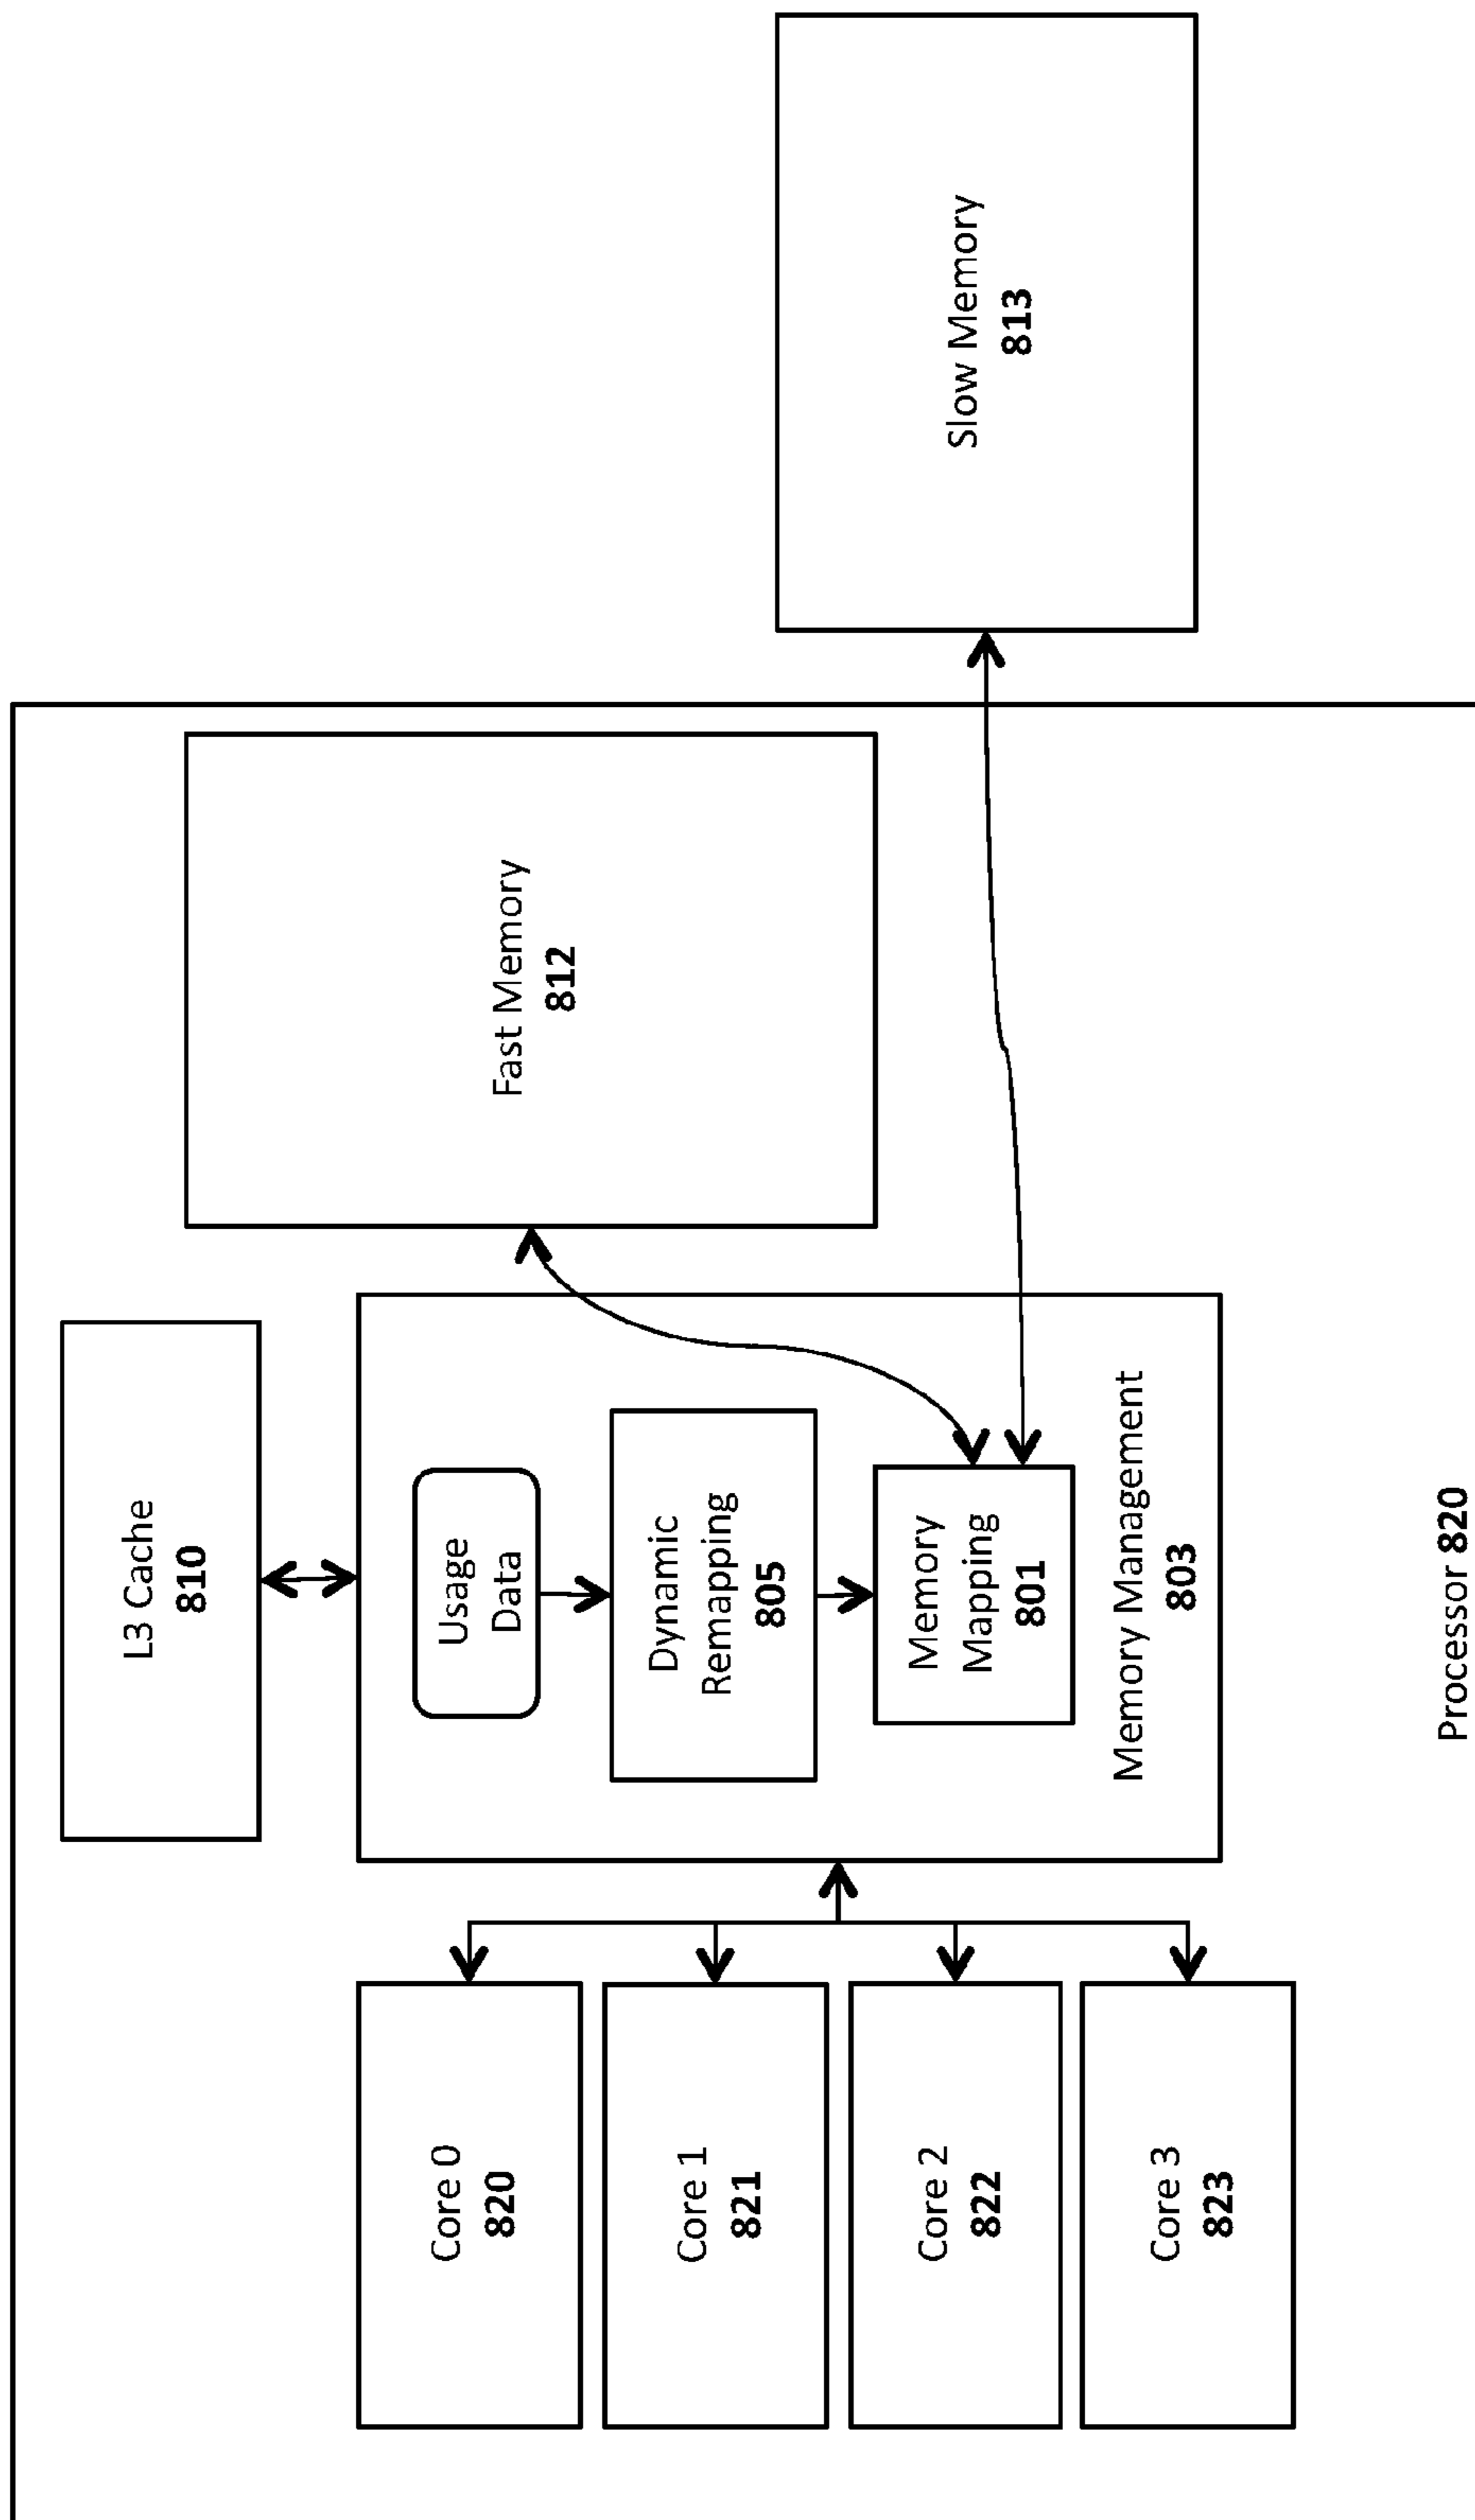 L3 Cache
810
Core 0
820
Core 1
821
Core 2
822
Core 3
823
Usage
Data
Dynamic
Remapping
805
Memory
Mapping
801
Memory Management
803
Fast Memory
812
Slow Memory
813
Processor 820